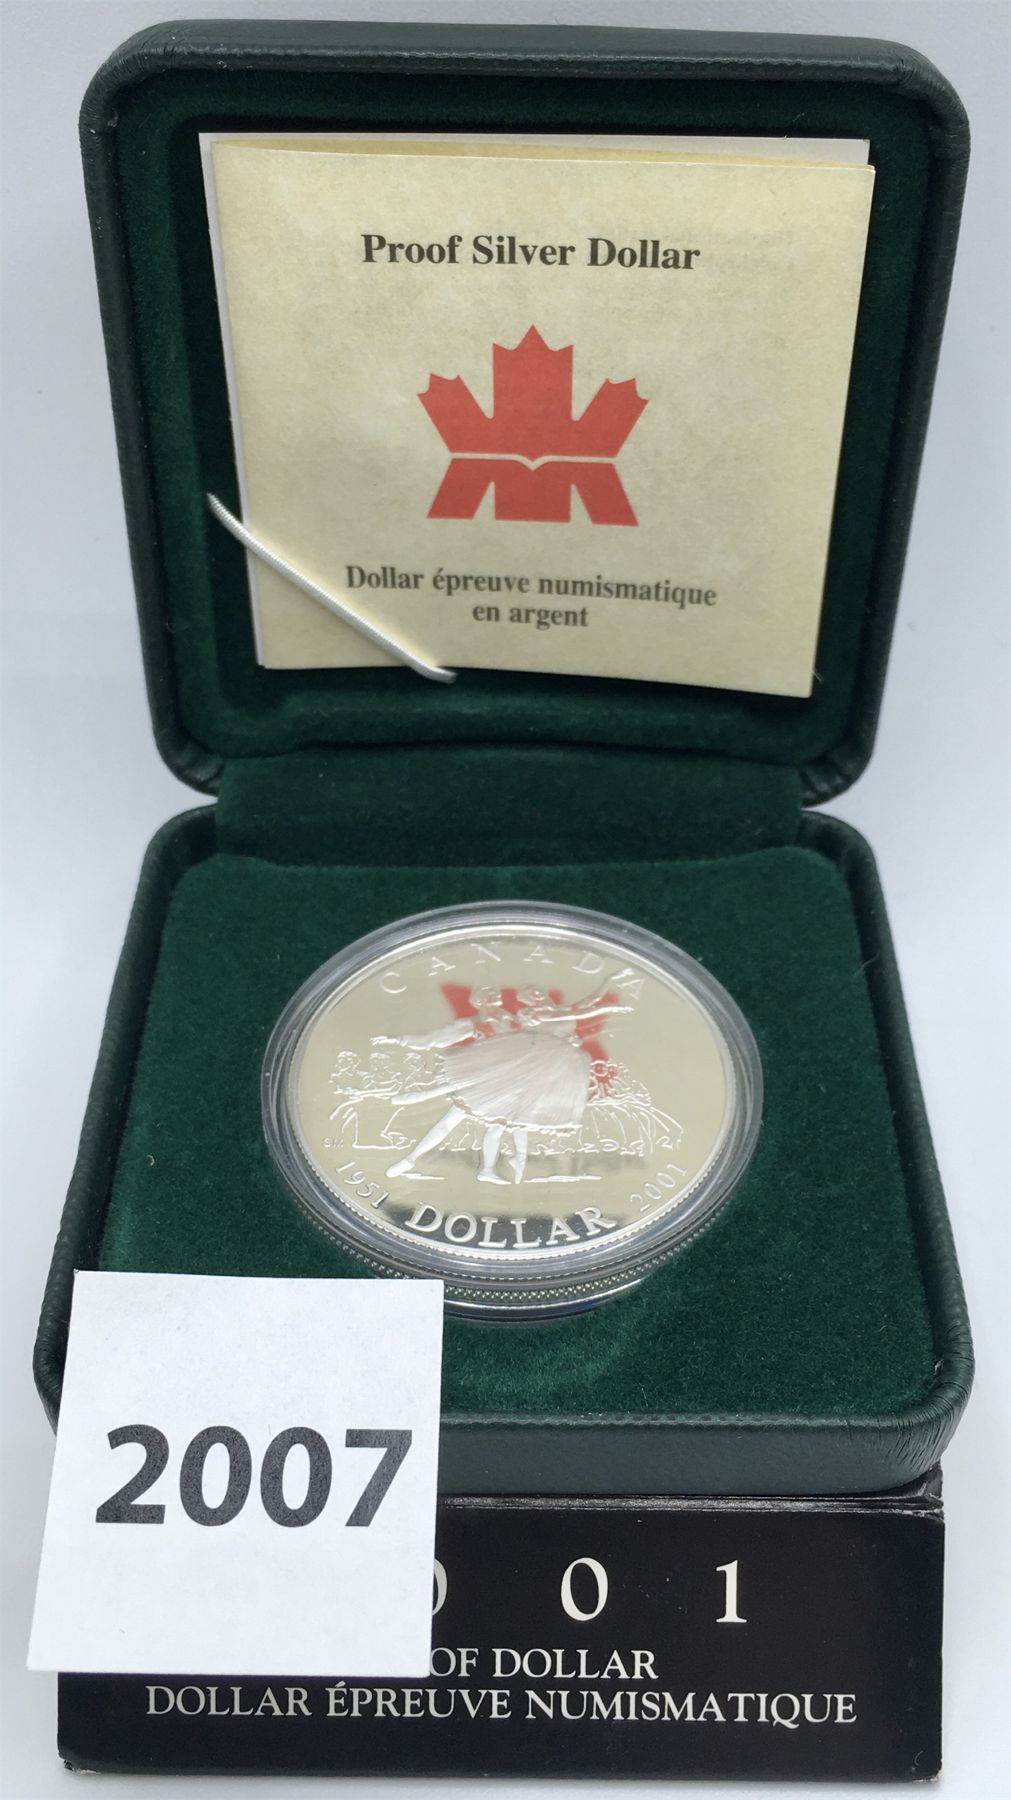 Proof Silver Dollar
Dollar épreuve numismatique
en argent
CANADA
SM
1951 DOLLAR 2001
2007
0 0 1
OF DOLLAR
DOLLAR ÉPREUVE NUMISMATIQUE